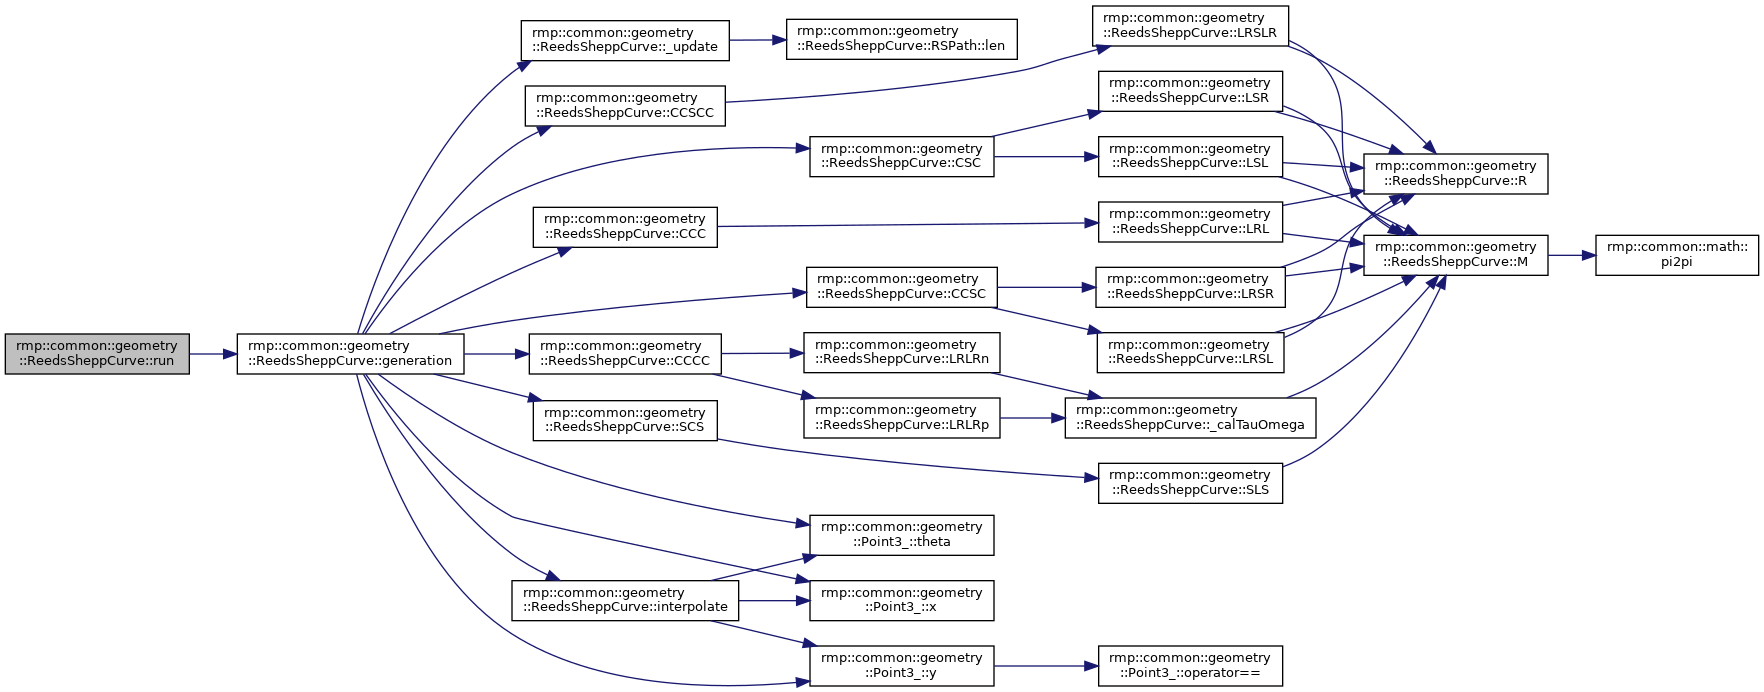 rmp::common::geometry
::ReedsSheppCurve::run
rmp::common::geometry
::ReedsSheppCurve::generation
rmp::common::geometry
::ReedsSheppCurve::_update
rmp::common::geometry
::ReedsSheppCurve::RSPath::len
rmp::common::geometry
::ReedsSheppCurve::CCSCC
rmp::common::geometry
::ReedsSheppCurve::LRSLR
rmp::common::geometry
::ReedsSheppCurve::CSC
rmp::common::geometry
::ReedsSheppCurve::LSR
rmp::common::geometry
::ReedsSheppCurve::LSL
rmp::common::geometry
::ReedsSheppCurve::R
rmp::common::geometry
::ReedsSheppCurve::CCC
rmp::common::geometry
::ReedsSheppCurve::LRL
rmp::common::geometry
::ReedsSheppCurve::M
rmp::common::math::
pi2pi
rmp::common::geometry
::ReedsSheppCurve::CCSC
rmp::common::geometry
::ReedsSheppCurve::LRSR
rmp::common::geometry
::ReedsSheppCurve::LRSL
rmp::common::geometry
::ReedsSheppCurve::CCCC
rmp::common::geometry
::ReedsSheppCurve::LRLRn
rmp::common::geometry
::ReedsSheppCurve::LRLRp
rmp::common::geometry
::ReedsSheppCurve::_calTauOmega
rmp::common::geometry
::ReedsSheppCurve::SCS
rmp::common::geometry
::ReedsSheppCurve::SLS
rmp::common::geometry
::Point3_::theta
rmp::common::geometry
::ReedsSheppCurve::interpolate
rmp::common::geometry
::Point3_::x
rmp::common::geometry
::Point3_::y
rmp::common::geometry
::Point3_::operator==